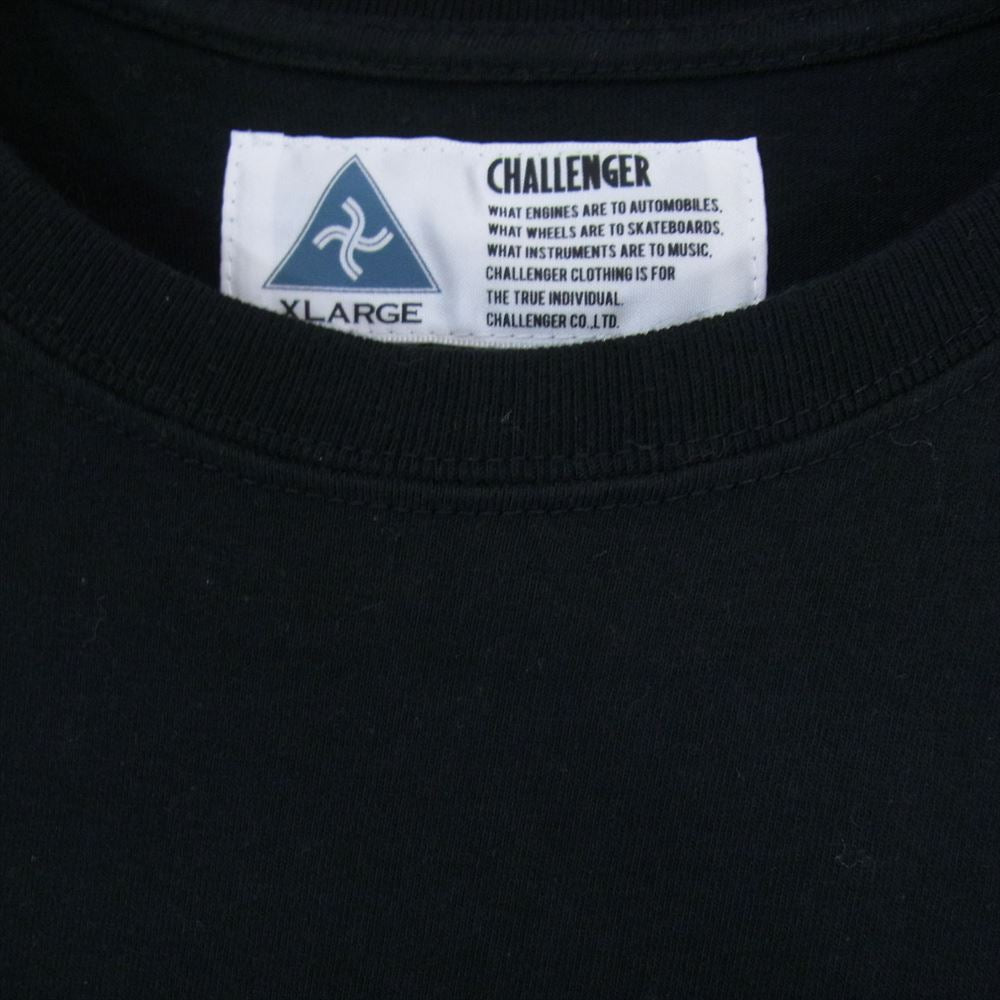 XLARGE
CHALLENGER
WHAT ENGINES ARE TO AUTOMOBILES,
WHAT WHEELS ARE TO SKATEBOARDS,
WHAT INSTRUMENTS ARE TO MUSIC,
CHALLENGER CLOTHING IS FOR
THE TRUE INDIVIDUAL.
CHALLENGER CO.,LTD.